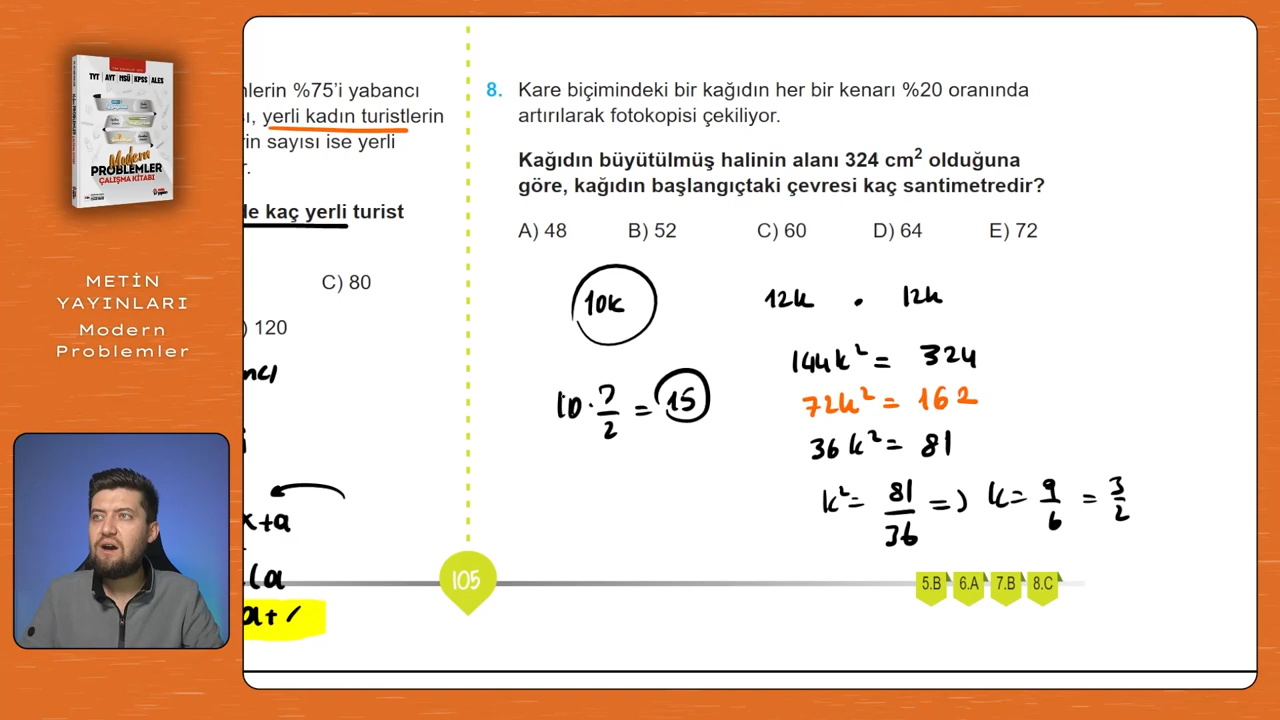 TYT | AYT | MSÜ | KPSS | ALES
Modern
PROBLEMLER
ÇALIŞMA KİTABI
METİN
YAYINLARI
Modern
Problemler
nlerin %75'i yabancı
ı, yerli kadın turistlerin
rin sayısı ise yerli
r.
de kaç yerli turist
C) 80
) 120
ncı
x+a
a
a+
105
8. Kare biçimindeki bir kağıdın her bir kenarı %20 oranında
artırılarak fotokopisi çekiliyor.
Kağıdın büyütülmüş halinin alanı 324 cm² olduğuna
göre, kağıdın başlangıçtaki çevresi kaç santimetredir?
A) 48 B) 52 C) 60 D) 64 E) 72
10k
12k . 12k
144k² = 324
72k² = 162
36k² = 81
k² = 81/36 => k = 9/6 = 3/2
10 . 3/2 = 15
5.B 6.A 7.B 8.C